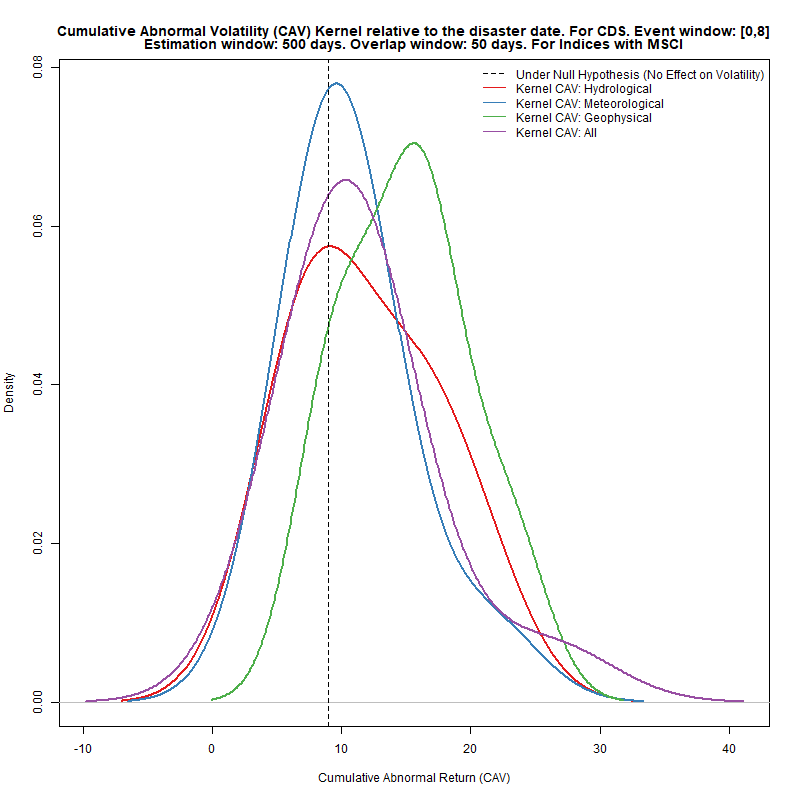 Cumulative Abnormal Volatility (CAV) Kernel relative to the disaster date. For CDS. Event window: [0,8]
Estimation window: 500 days. Overlap window: 50 days. For Indices with MSCI
Under Null Hypothesis (No Effect on Volatility)
Kernel CAV: Hydrological
Kernel CAV: Meteorological
Kernel CAV: Geophysical
Kernel CAV: All
Density
0.08
0.06
0.04
0.02
0.00
-10 0 10 20 30 40
Cumulative Abnormal Return (CAV)